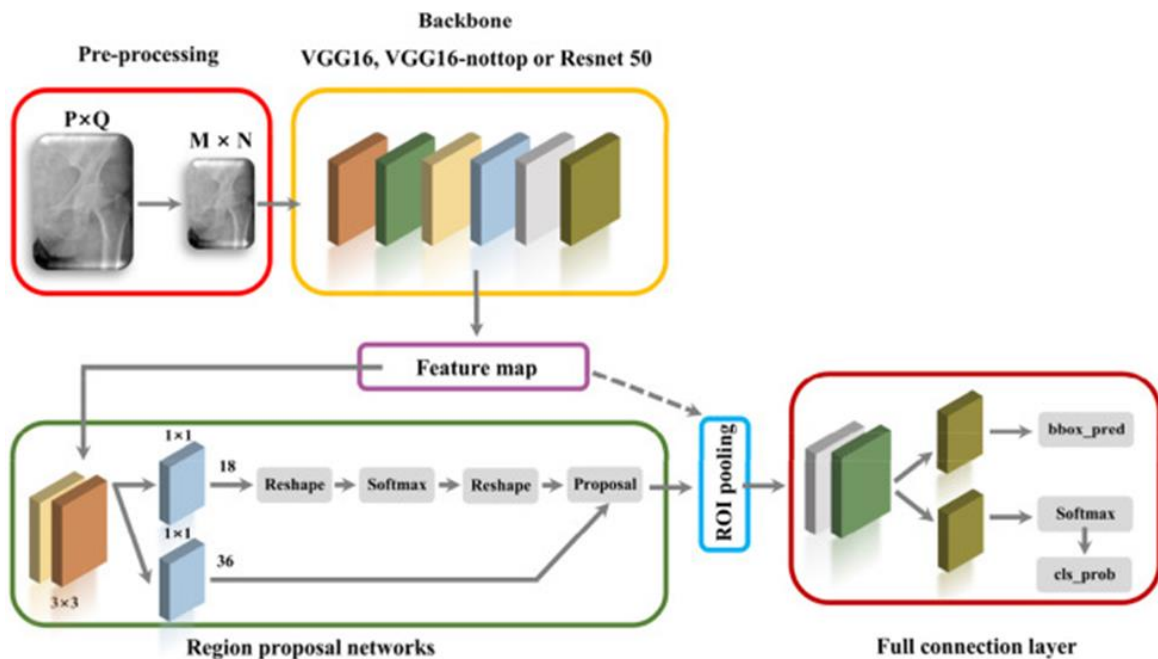 Backbone
Pre-processing
VGG16, VGG16-nottop or Resnet 50
P×Q
M × N
Feature map
1×1
18
Reshape
Softmax
Reshape
Proposal
1×1
36
3×3
ROI pooling
bbox_pred
Softmax
cls_prob
Region proposal networks
Full connection layer